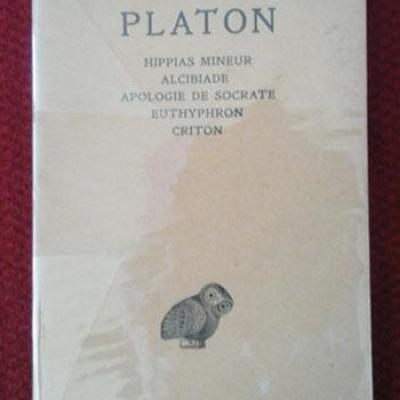 PLATON
HIPPIAS MINEUR
ALCIBIADE
APOLOGIE DE SOCRATE
EUTHYPHRON
CRITON